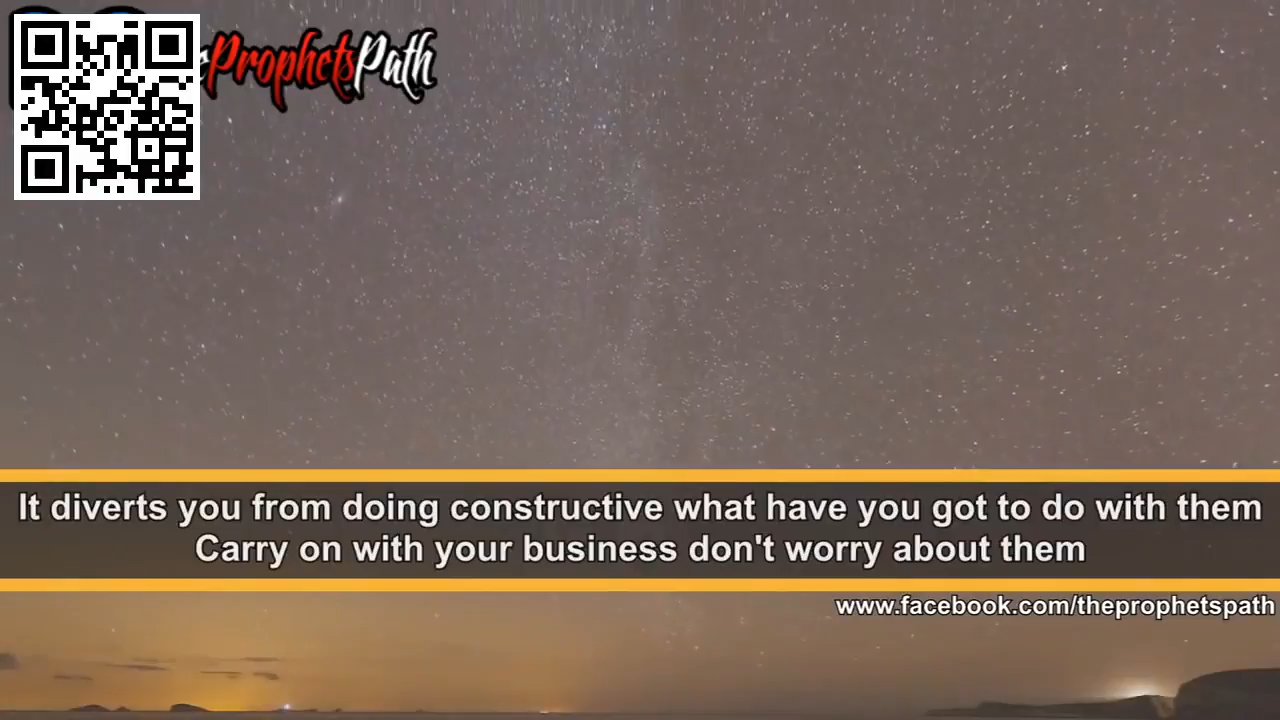 ProphetsPath
It diverts you from doing constructive what have you got to do with them
Carry on with your business don't worry about them
www.facebook.com/theprophetspath